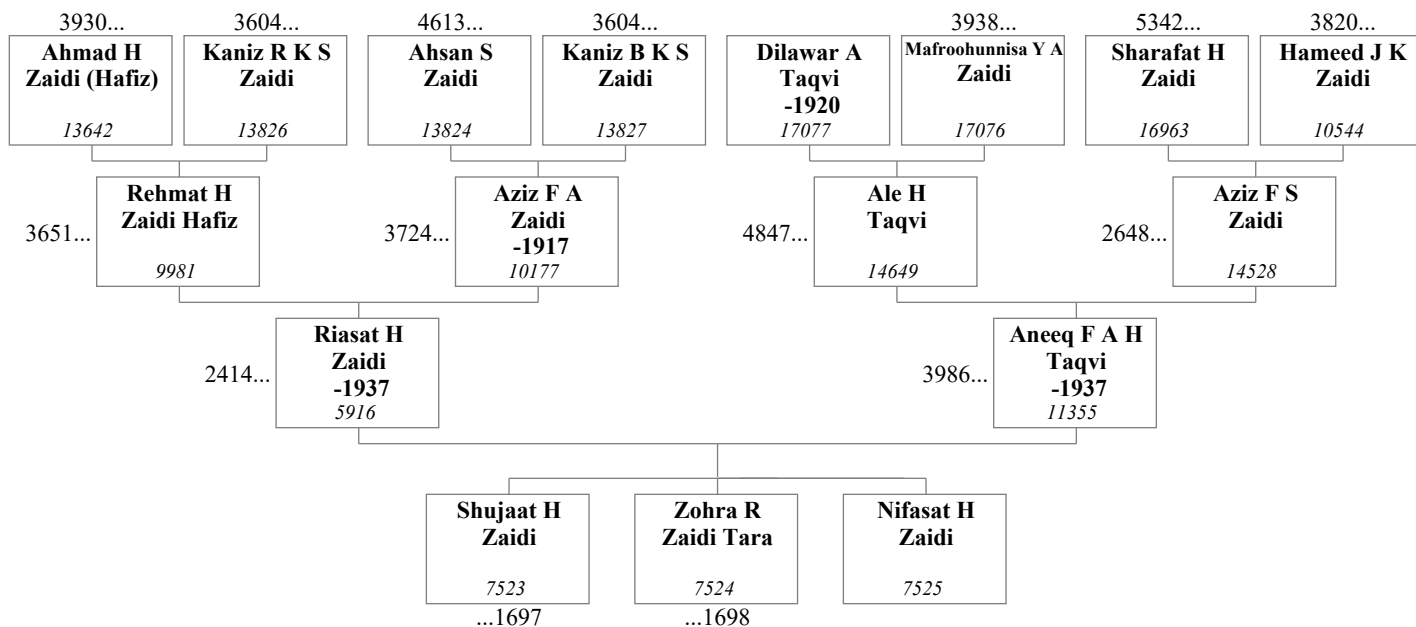 3930...
3604...
4613...
3604...
3938...
5342...
3820...
Ahmad H
Zaidi (Hafiz)
13642
Kaniz R K S
Zaidi
13826
Ahsan S
Zaidi
13824
Kaniz B K S
Zaidi
13827
Dilawar A
Taqvi
-1920
17077
Mafroohunnisa Y A
Zaidi
17076
Sharafat H
Zaidi
16963
Hameed J K
Zaidi
10544
3651...
Rehmat H
Zaidi Hafiz
9981
3724...
Aziz F A
Zaidi
-1917
10177
4847...
Ale H
Taqvi
14649
2648...
Aziz F S
Zaidi
14528
2414...
Riasat H
Zaidi
-1937
5916
3986...
Aneeq F A H
Taqvi
-1937
11355
Shujaat H
Zaidi
7523
...1697
Zohra R
Zaidi Tara
7524
...1698
Nifasat H
Zaidi
7525